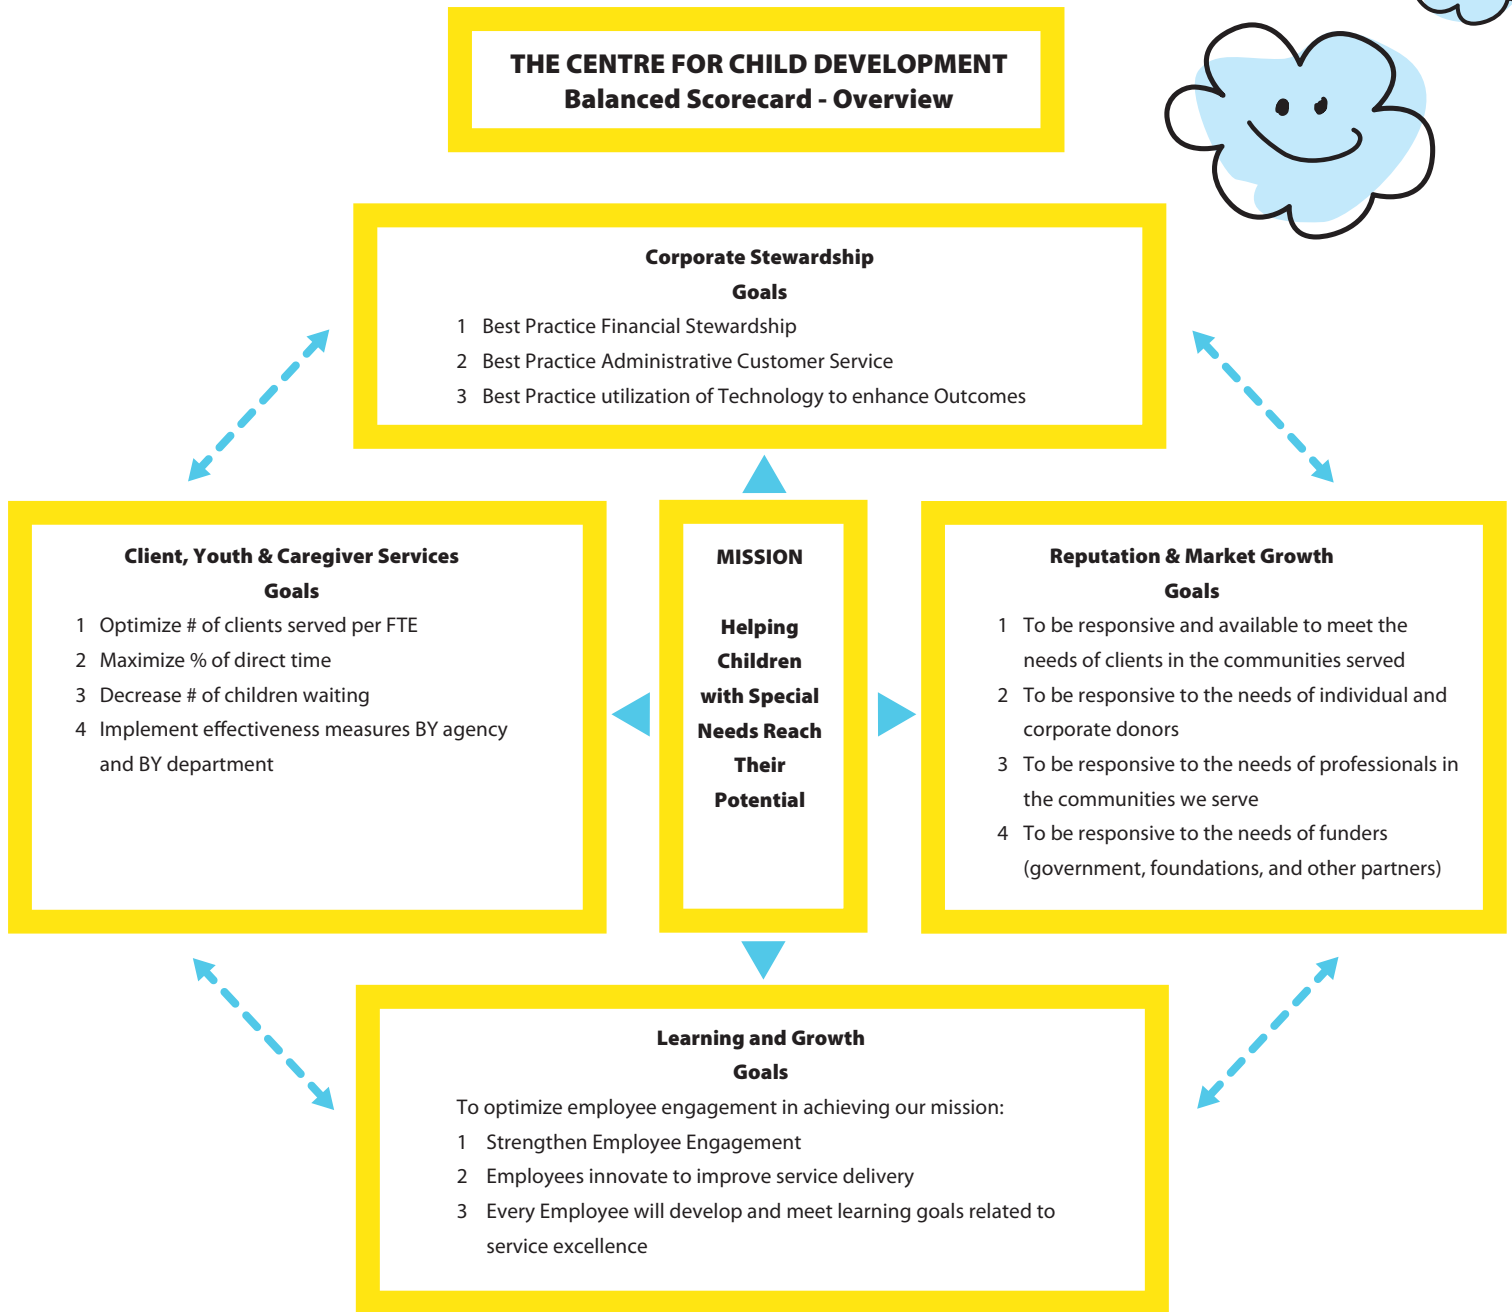 THE CENTRE FOR CHILD DEVELOPMENT
Balanced Scorecard - Overview
Corporate Stewardship
Goals
1 Best Practice Financial Stewardship
2 Best Practice Administrative Customer Service
3 Best Practice utilization of Technology to enhance Outcomes
Client, Youth & Caregiver Services
Goals
1 Optimize # of clients served per FTE
2 Maximize % of direct time
3 Decrease # of children waiting
4 Implement effectiveness measures BY agency
and BY department
MISSION
Helping
Children
with Special
Needs Reach
Their
Potential
Reputation & Market Growth
Goals
1 To be responsive and available to meet the
needs of clients in the communities served
2 To be responsive to the needs of individual and
corporate donors
3 To be responsive to the needs of professionals in
the communities we serve
4 To be responsive to the needs of funders
(government, foundations, and other partners)
Learning and Growth
Goals
To optimize employee engagement in achieving our mission:
1 Strengthen Employee Engagement
2 Employees innovate to improve service delivery
3 Every Employee will develop and meet learning goals related to
service excellence